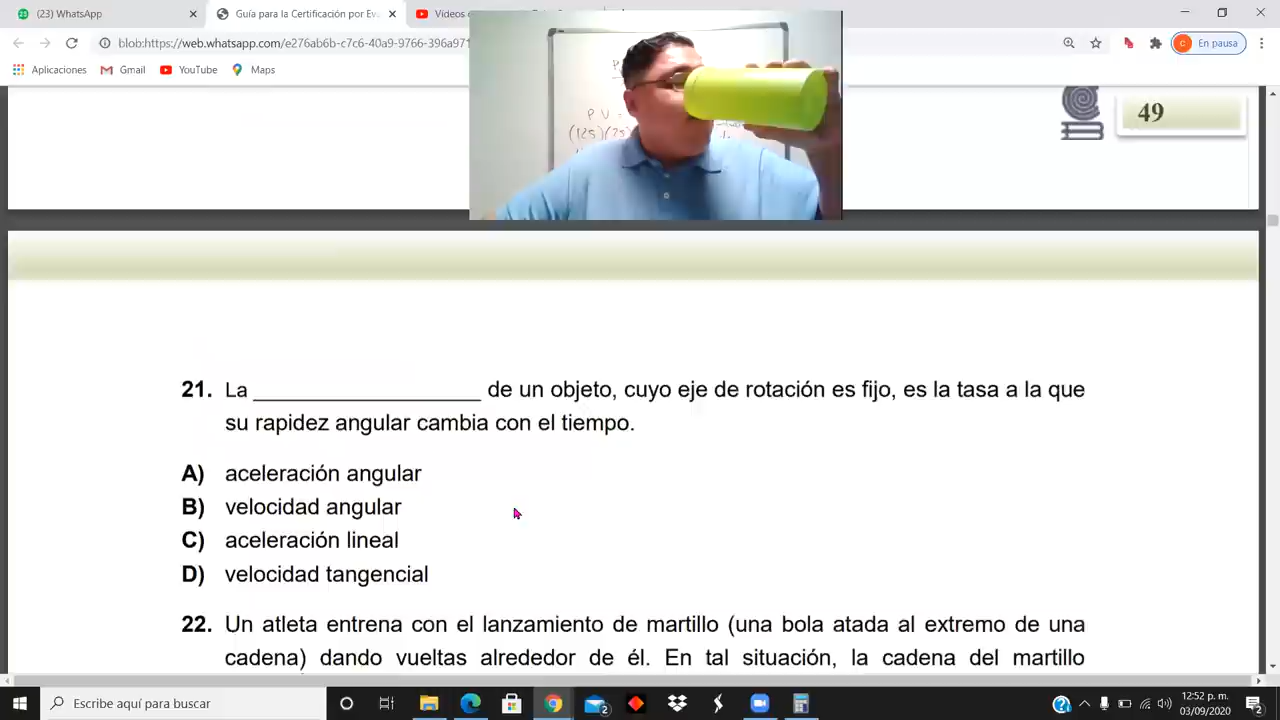 (23) WhatsApp
Guía para la Certificación por Eva
Videos d
blob:https://web.whatsapp.com/e276ab6b-c7c6-40a9-9766-396a971
En pausa
Aplicaciones
Gmail
YouTube
Maps
P V =
(125)(75)
49
21. La ___________________ de un objeto, cuyo eje de rotación es fijo, es la tasa a la que
su rapidez angular cambia con el tiempo.
A) aceleración angular
B) velocidad angular
C) aceleración lineal
D) velocidad tangencial
22. Un atleta entrena con el lanzamiento de martillo (una bola atada al extremo de una
cadena) dando vueltas alrededor de él. En tal situación, la cadena del martillo
Escribe aquí para buscar
12:52 p. m.
03/09/2020